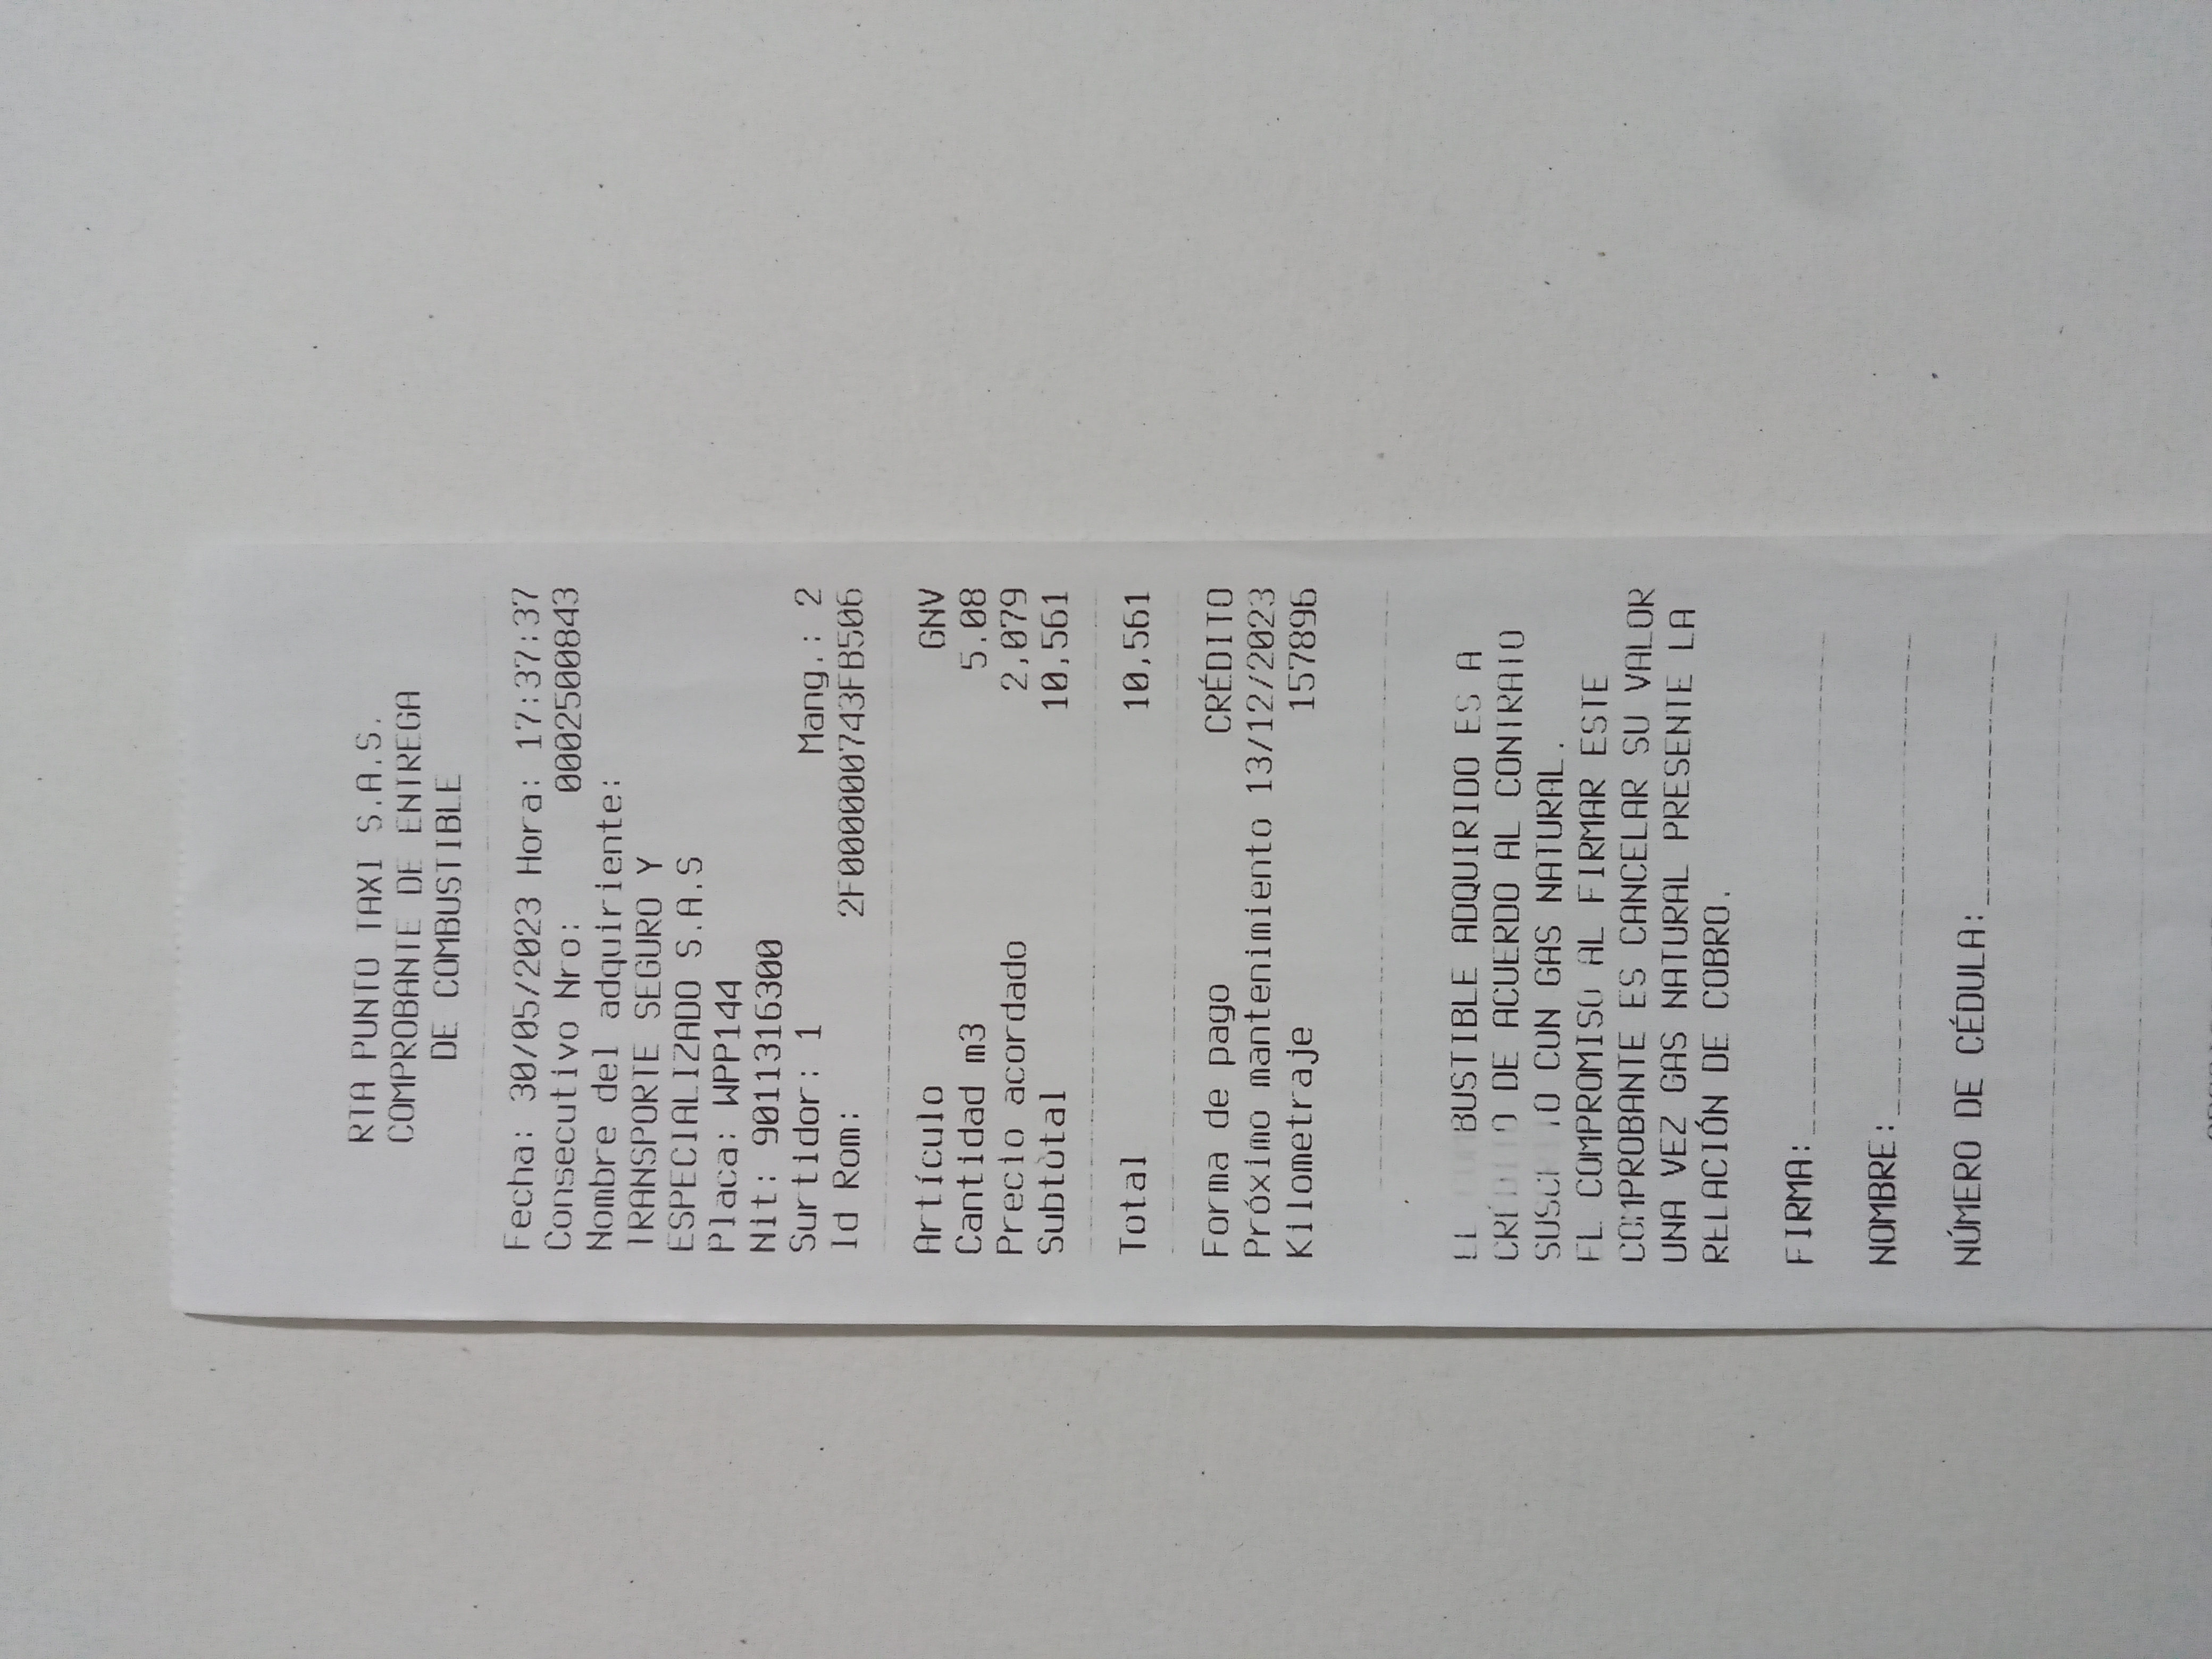 RTA PUNTO TAXI S.A.S.
COMPROBANTE DE ENTREGA
DE COMBUSTIBLE
Fecha: 30/05/2023 Hora: 17:37:37
Consecutivo Nro: 0002500843
Nombre del adquiriente:
TRANSPORTE SEGURO Y
ESPECIALIZADO S.A.S
Placa: WPP144
Nit: 9011316300
Surtidor: 1 Mang.: 2
Id Rom: 2F0000000743FB506
Artículo GNV
Cantidad m3 5.08
Precio acordado 2,079
Subtotal 10,561
Total 10,561
Forma de pago CRÉDITO
Próximo mantenimiento 13/12/2023
Kilometraje 157896
EL ADQUIRIDO ES A
CRÉDITO DE ACUERDO AL CONTRATO
CON GAS NATURAL.
EL COMPROMISO AL FIRMAR ESTE
COMPROBANTE ES CANCELAR SU VALOR
UNA VEZ GAS NATURAL PRESENTE LA
RELACIÓN DE COBRO.
FIRMA:
NOMBRE:
NÚMERO DE CÉDULA: